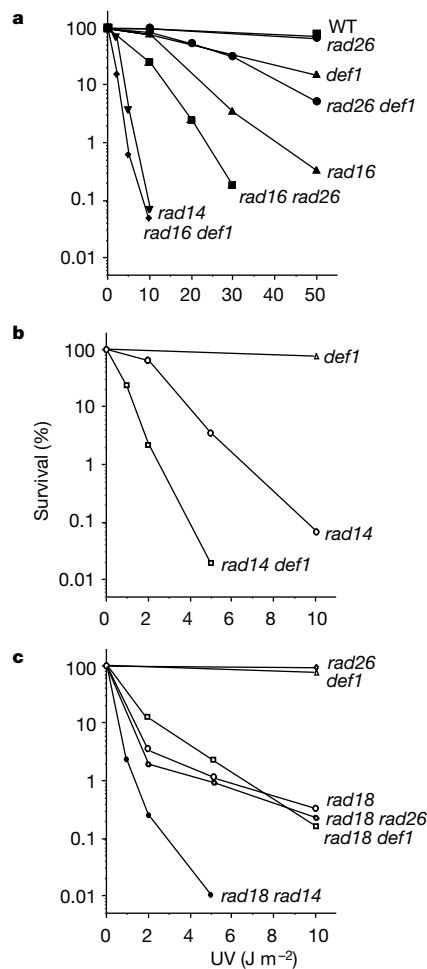 a
100
10
1
0.1
0.01
0 10 20 30 40 50
WT
rad26
def1
rad26 def1
rad16
rad16 rad26
rad14
rad16 def1
b
100
10
1
0.1
0.01
0 2 4 6 8 10
def1
rad14
rad14 def1
Survival (%)
c
100
10
1
0.1
0.01
0 2 4 6 8 10
rad26
def1
rad18
rad18 rad26
rad18 def1
rad18 rad14
UV (J m⁻²)